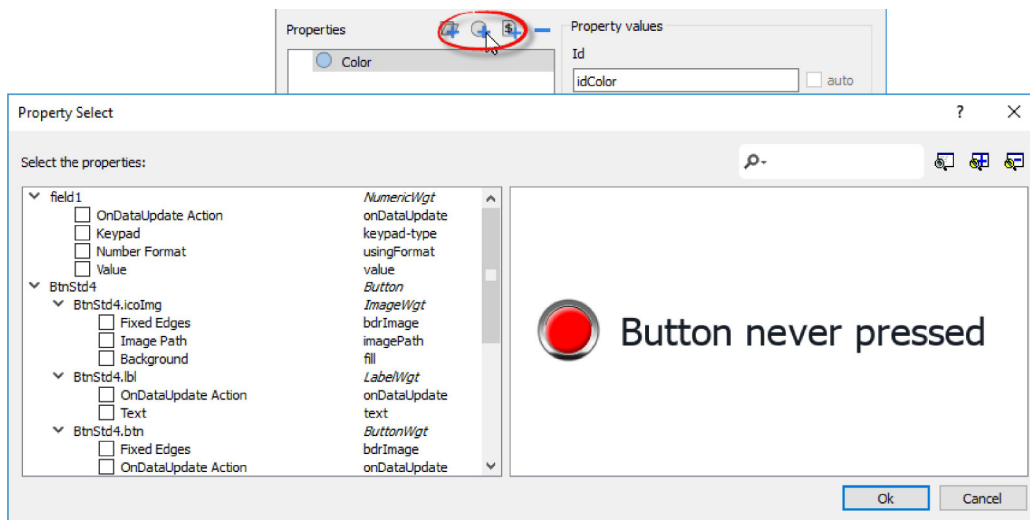 Properties
Property values
Id
Color
idColor
auto
Property Select
?
Select the properties:
field1 NumericWgt
OnDataUpdate Action onDataUpdate
Keypad keypad-type
Number Format usingFormat
Value value
BtnStd4 Button
BtnStd4.icoImg ImageWgt
Fixed Edges bdrImage
Image Path imagePath
Background fill
BtnStd4.lbl LabelWgt
OnDataUpdate Action onDataUpdate
Text text
BtnStd4.btn ButtonWgt
Fixed Edges bdrImage
OnDataUpdate Action onDataUpdate
Button never pressed
Ok Cancel